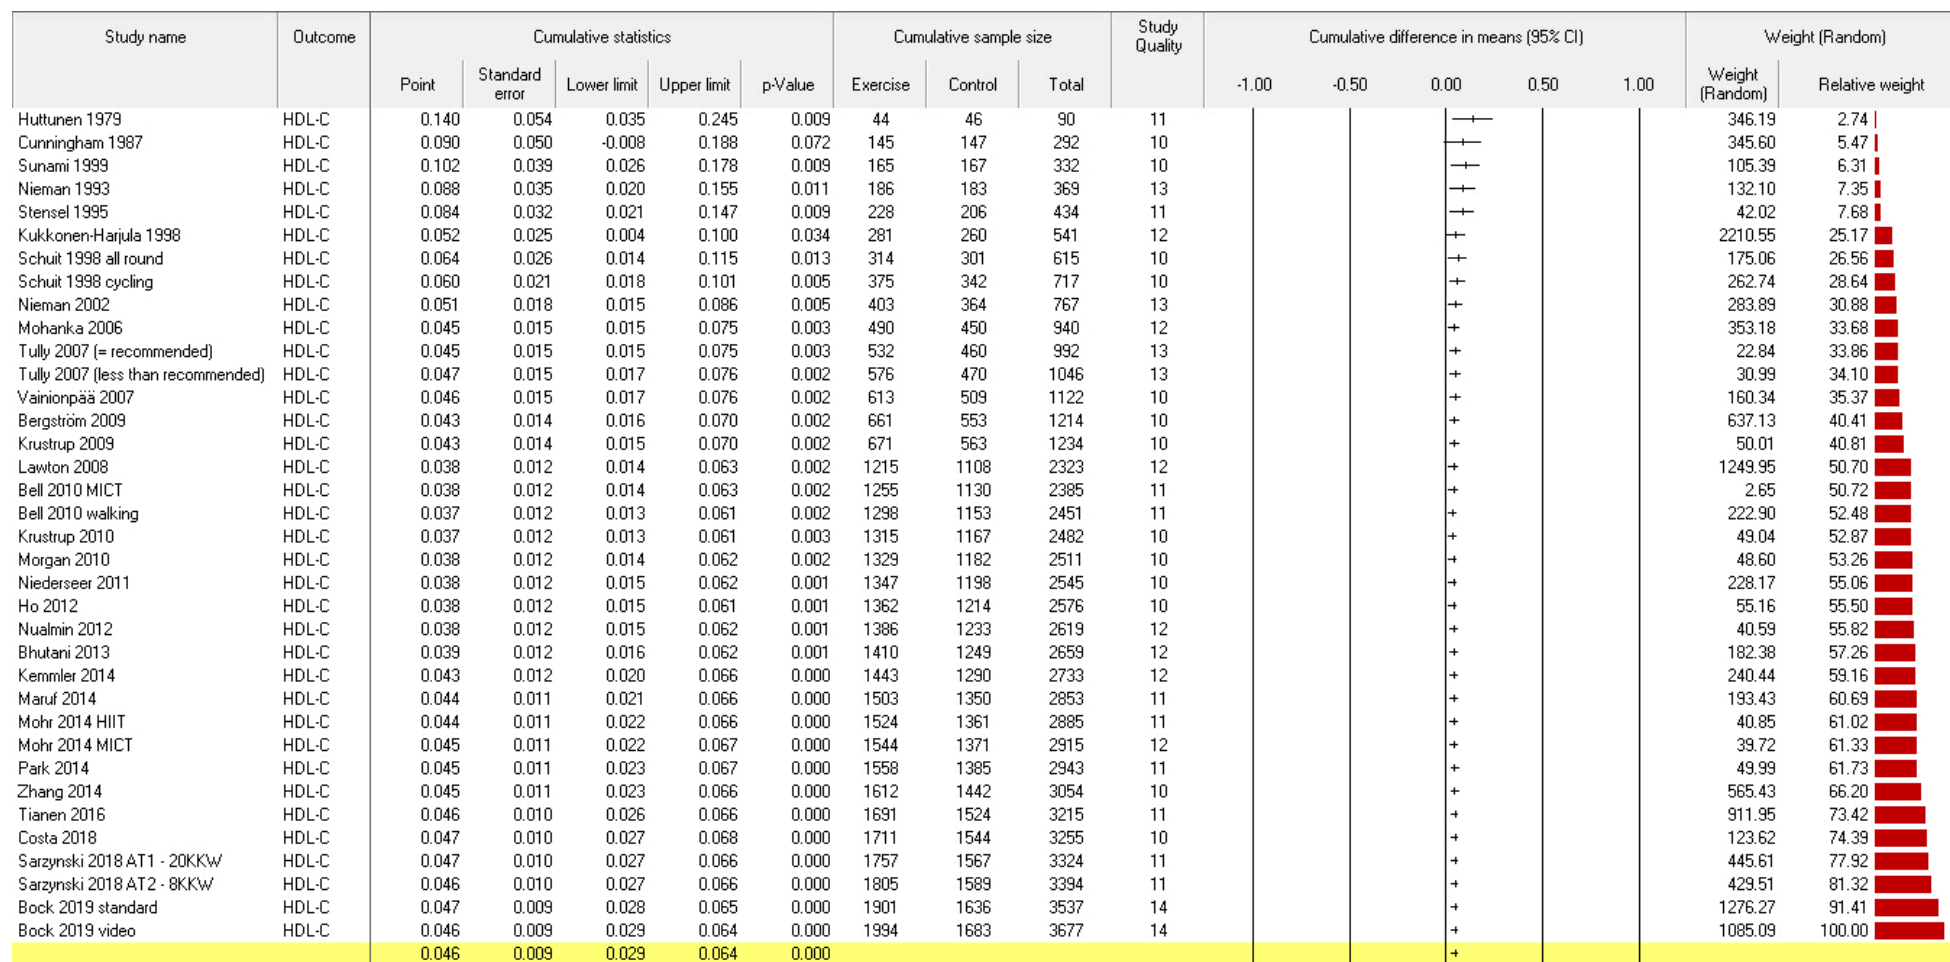 Study name Outcome Cumulative statistics Cumulative sample size Study Quality Cumulative difference in means (95% CI) Weight (Random)
Point Standard error Lower limit Upper limit p-Value Exercise Control Total -1.00 -0.50 0.00 0.50 1.00 Weight (Random) Relative weight
Huttunen 1979 HDL-C 0.140 0.054 0.035 0.245 0.009 44 46 90 11 346.19 2.74
Cunningham 1987 HDL-C 0.090 0.050 -0.008 0.188 0.072 145 147 292 10 345.60 5.47
Sunami 1999 HDL-C 0.102 0.039 0.026 0.178 0.009 165 167 332 10 105.39 6.31
Nieman 1993 HDL-C 0.088 0.035 0.020 0.155 0.011 186 183 369 13 132.10 7.35
Stensel 1995 HDL-C 0.084 0.032 0.021 0.147 0.009 228 206 434 11 42.02 7.68
Kukkonen-Harjula 1998 HDL-C 0.052 0.025 0.004 0.100 0.034 281 260 541 12 2210.55 25.17
Schuit 1998 all round HDL-C 0.064 0.026 0.014 0.115 0.013 314 301 615 10 175.06 26.56
Schuit 1998 cycling HDL-C 0.060 0.021 0.018 0.101 0.005 375 342 717 10 262.74 28.64
Nieman 2002 HDL-C 0.051 0.018 0.015 0.086 0.005 403 364 767 13 283.89 30.88
Mohanka 2006 HDL-C 0.045 0.015 0.015 0.075 0.003 490 450 940 12 353.18 33.68
Tully 2007 (= recommended) HDL-C 0.045 0.015 0.015 0.075 0.003 532 460 992 13 22.84 33.86
Tully 2007 (less than recommended) HDL-C 0.047 0.015 0.017 0.076 0.002 576 470 1046 13 30.99 34.10
Vainionpää 2007 HDL-C 0.046 0.015 0.017 0.076 0.002 613 509 1122 10 160.34 35.37
Bergström 2009 HDL-C 0.043 0.014 0.016 0.070 0.002 661 553 1214 10 637.13 40.41
Krustrup 2009 HDL-C 0.043 0.014 0.015 0.070 0.002 671 563 1234 10 50.01 40.81
Lawton 2008 HDL-C 0.038 0.012 0.014 0.063 0.002 1215 1108 2323 12 1249.95 50.70
Bell 2010 MICT HDL-C 0.038 0.012 0.014 0.063 0.002 1255 1130 2385 11 2.65 50.72
Bell 2010 walking HDL-C 0.037 0.012 0.013 0.061 0.002 1298 1153 2451 11 222.90 52.48
Krustrup 2010 HDL-C 0.037 0.012 0.013 0.061 0.003 1315 1167 2482 10 49.04 52.87
Morgan 2010 HDL-C 0.038 0.012 0.014 0.062 0.002 1329 1182 2511 10 48.60 53.26
Niederseer 2011 HDL-C 0.038 0.012 0.015 0.062 0.001 1347 1198 2545 10 228.17 55.06
Ho 2012 HDL-C 0.038 0.012 0.015 0.061 0.001 1362 1214 2576 10 55.16 55.50
Nualmin 2012 HDL-C 0.038 0.012 0.015 0.062 0.001 1386 1233 2619 12 40.59 55.82
Bhutani 2013 HDL-C 0.039 0.012 0.016 0.062 0.001 1410 1249 2659 12 182.38 57.26
Kemmler 2014 HDL-C 0.043 0.012 0.020 0.066 0.000 1443 1290 2733 12 240.44 59.16
Maruf 2014 HDL-C 0.044 0.011 0.021 0.066 0.000 1503 1350 2853 11 193.43 60.69
Mohr 2014 HIIT HDL-C 0.044 0.011 0.022 0.066 0.000 1524 1361 2885 11 40.85 61.02
Mohr 2014 MICT HDL-C 0.045 0.011 0.022 0.067 0.000 1544 1371 2915 12 39.72 61.33
Park 2014 HDL-C 0.045 0.011 0.023 0.067 0.000 1558 1385 2943 11 49.99 61.73
Zhang 2014 HDL-C 0.045 0.011 0.023 0.066 0.000 1612 1442 3054 10 565.43 66.20
Tianen 2016 HDL-C 0.046 0.010 0.026 0.066 0.000 1691 1524 3215 11 911.95 73.42
Costa 2018 HDL-C 0.047 0.010 0.027 0.068 0.000 1711 1544 3255 10 123.62 74.39
Sarzynski 2018 AT1 - 20KKW HDL-C 0.047 0.010 0.027 0.066 0.000 1757 1567 3324 11 445.61 77.92
Sarzynski 2018 AT2 - 8KKW HDL-C 0.046 0.010 0.027 0.066 0.000 1805 1589 3394 11 429.51 81.32
Bock 2019 standard HDL-C 0.047 0.009 0.028 0.065 0.000 1901 1636 3537 14 1276.27 91.41
Bock 2019 video HDL-C 0.046 0.009 0.029 0.064 0.000 1994 1683 3677 14 1085.09 100.00
0.046 0.009 0.029 0.064 0.000